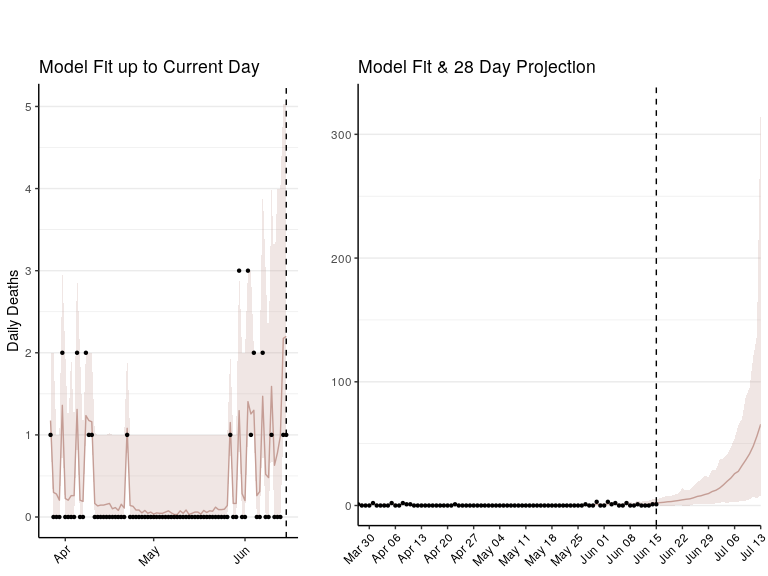 Model Fit up to Current Day
Daily Deaths
5
4
3
2
1
0
Apr
May
Jun
Model Fit & 28 Day Projection
300
200
100
0
Mar 30
Apr 06
Apr 13
Apr 20
Apr 27
May 04
May 11
May 18
May 25
Jun 01
Jun 08
Jun 15
Jun 22
Jun 29
Jul 06
Jul 13